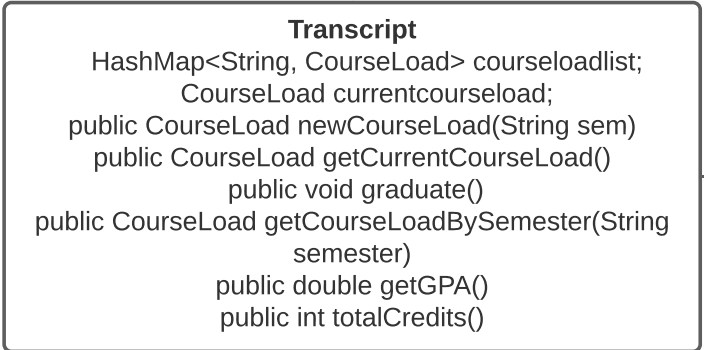 Transcript
HashMap<String, CourseLoad> courseloadlist;
CourseLoad currentcourseload;
public CourseLoad newCourseLoad(String sem)
public CourseLoad getCurrentCourseLoad()
public void graduate()
public CourseLoad getCourseLoadBySemester(String
semester)
public double getGPA()
public int totalCredits()